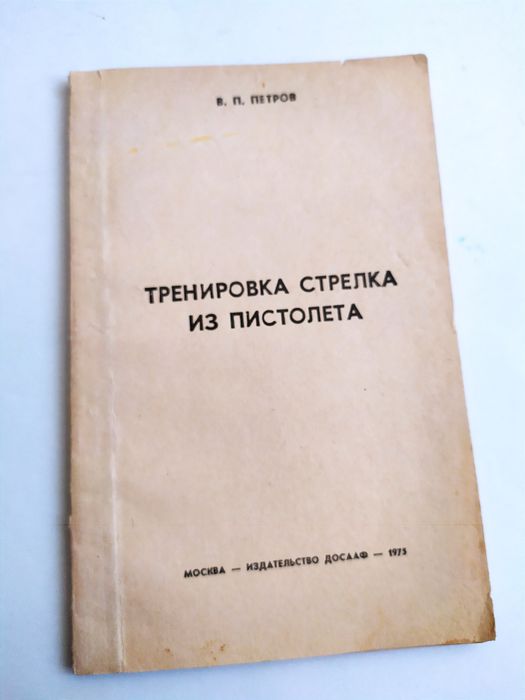 В. П. ПЕТРОВ
ТРЕНИРОВКА СТРЕЛКА
ИЗ ПИСТОЛЕТА
МОСКВА — ИЗДАТЕЛЬСТВО ДОСААФ — 1975